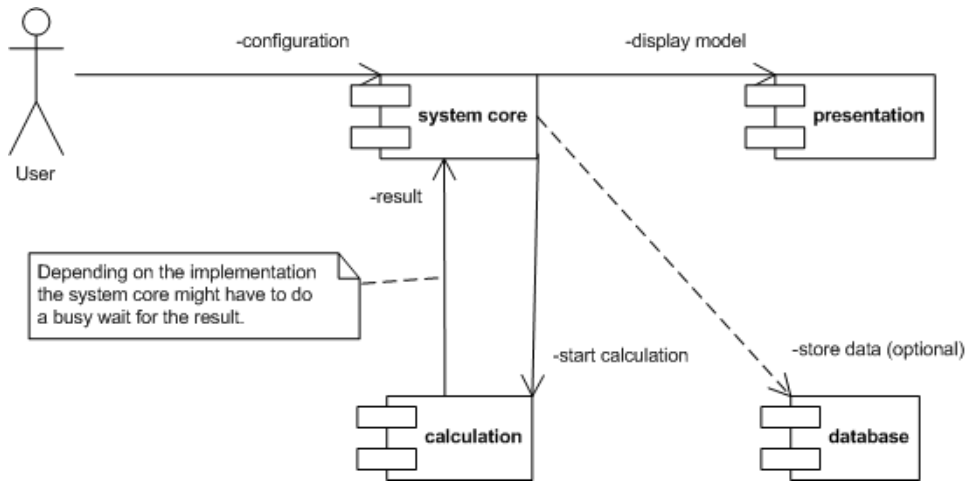 -configuration
-display model
system core
presentation
User
-result
Depending on the implementation
the system core might have to do
a busy wait for the result.
-start calculation
-store data (optional)
calculation
database